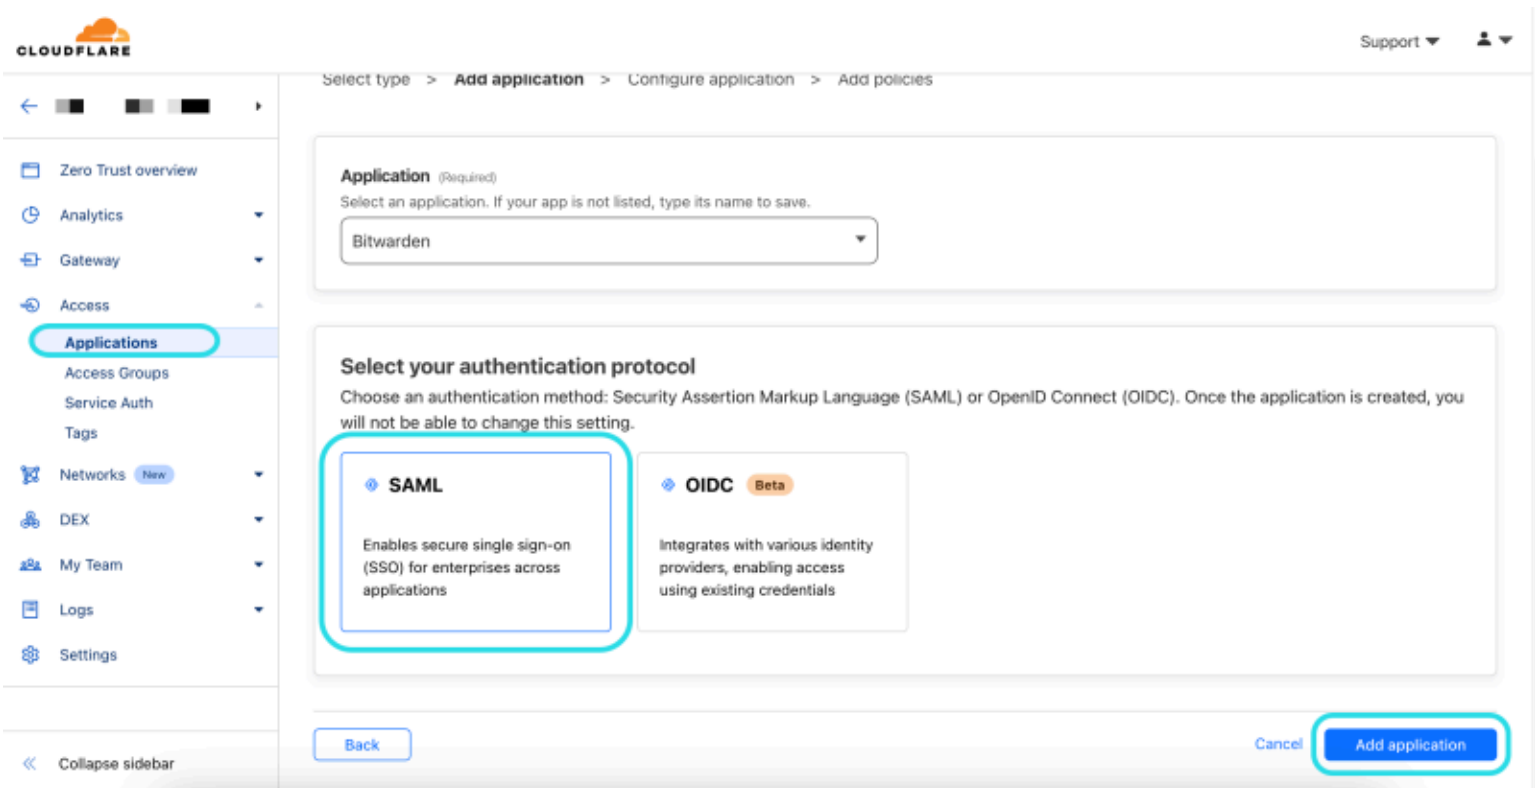 CLOUDFLARE
Support
Select type > Add application > Configure application > Add policies
Zero Trust overview
Analytics
Gateway
Access
Applications
Access Groups
Service Auth
Tags
Networks New
DEX
My Team
Logs
Settings
Collapse sidebar
Application (Required)
Select an application. If your app is not listed, type its name to save.
Bitwarden
Select your authentication protocol
Choose an authentication method: Security Assertion Markup Language (SAML) or OpenID Connect (OIDC). Once the application is created, you
will not be able to change this setting.
SAML
Enables secure single sign-on
(SSO) for enterprises across
applications
OIDC Beta
Integrates with various identity
providers, enabling access
using existing credentials
Back
Cancel
Add application